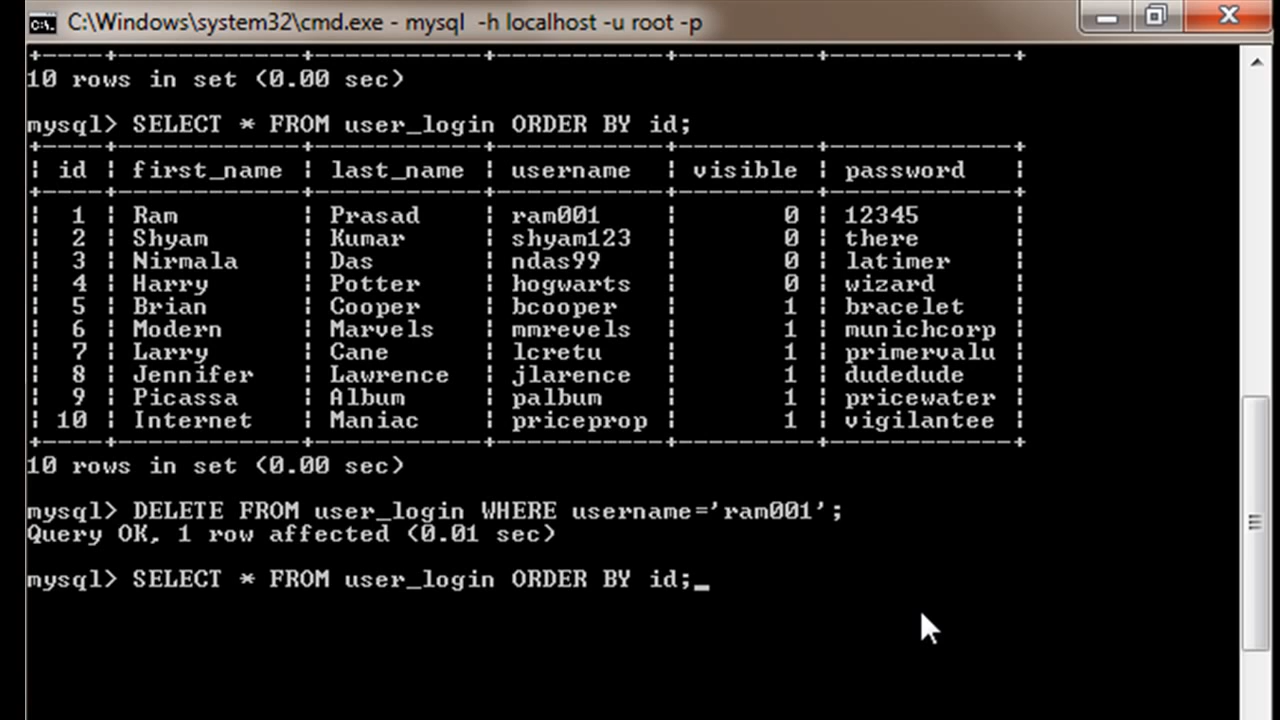 C:\Windows\system32\cmd.exe - mysql  -h localhost -u root -p
+----+------------+-----------+-----------+---------+------------+
10 rows in set (0.00 sec)
mysql> SELECT * FROM user_login ORDER BY id;
+----+------------+-----------+-----------+---------+------------+
| id | first_name | last_name | username  | visible | password   |
+----+------------+-----------+-----------+---------+------------+
|  1 | Ram        | Prasad    | ram001    |       0 | 12345      |
|  2 | Shyam      | Kumar     | shyam123  |       0 | there      |
|  3 | Nirmala    | Das       | ndas99    |       0 | latimer    |
|  4 | Harry      | Potter    | hogwarts  |       0 | wizard     |
|  5 | Brian      | Cooper    | bcooper   |       1 | bracelet   |
|  6 | Modern     | Marvels   | mmrevels  |       1 | munichcorp |
|  7 | Larry      | Cane      | lcretu    |       1 | primervalu |
|  8 | Jennifer   | Lawrence  | jlarence  |       1 | dudedude   |
|  9 | Picassa    | Album     | palbum    |       1 | pricewater |
| 10 | Internet   | Maniac    | priceprop |       1 | vigilantee |
+----+------------+-----------+-----------+---------+------------+
10 rows in set (0.00 sec)
mysql> DELETE FROM user_login WHERE username='ram001';
Query OK, 1 row affected (0.01 sec)
mysql> SELECT * FROM user_login ORDER BY id;_